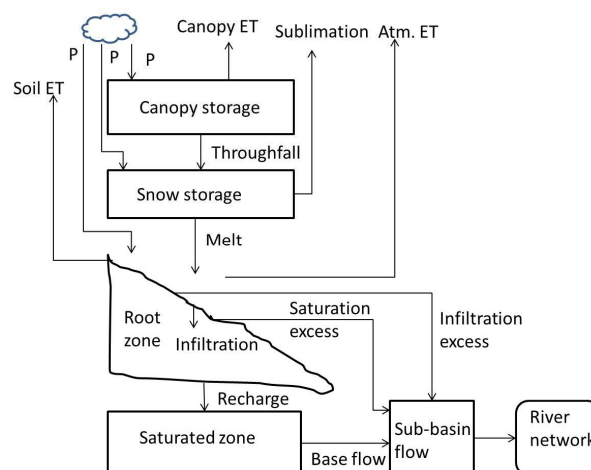 Canopy ET
Sublimation
Atm. ET
P
P
P
Soil ET
Canopy storage
Throughfall
Snow storage
Melt
Root
zone
Infiltration
Saturation
excess
Infiltration
excess
Recharge
Saturated zone
Base flow
Sub-basin
flow
River
network